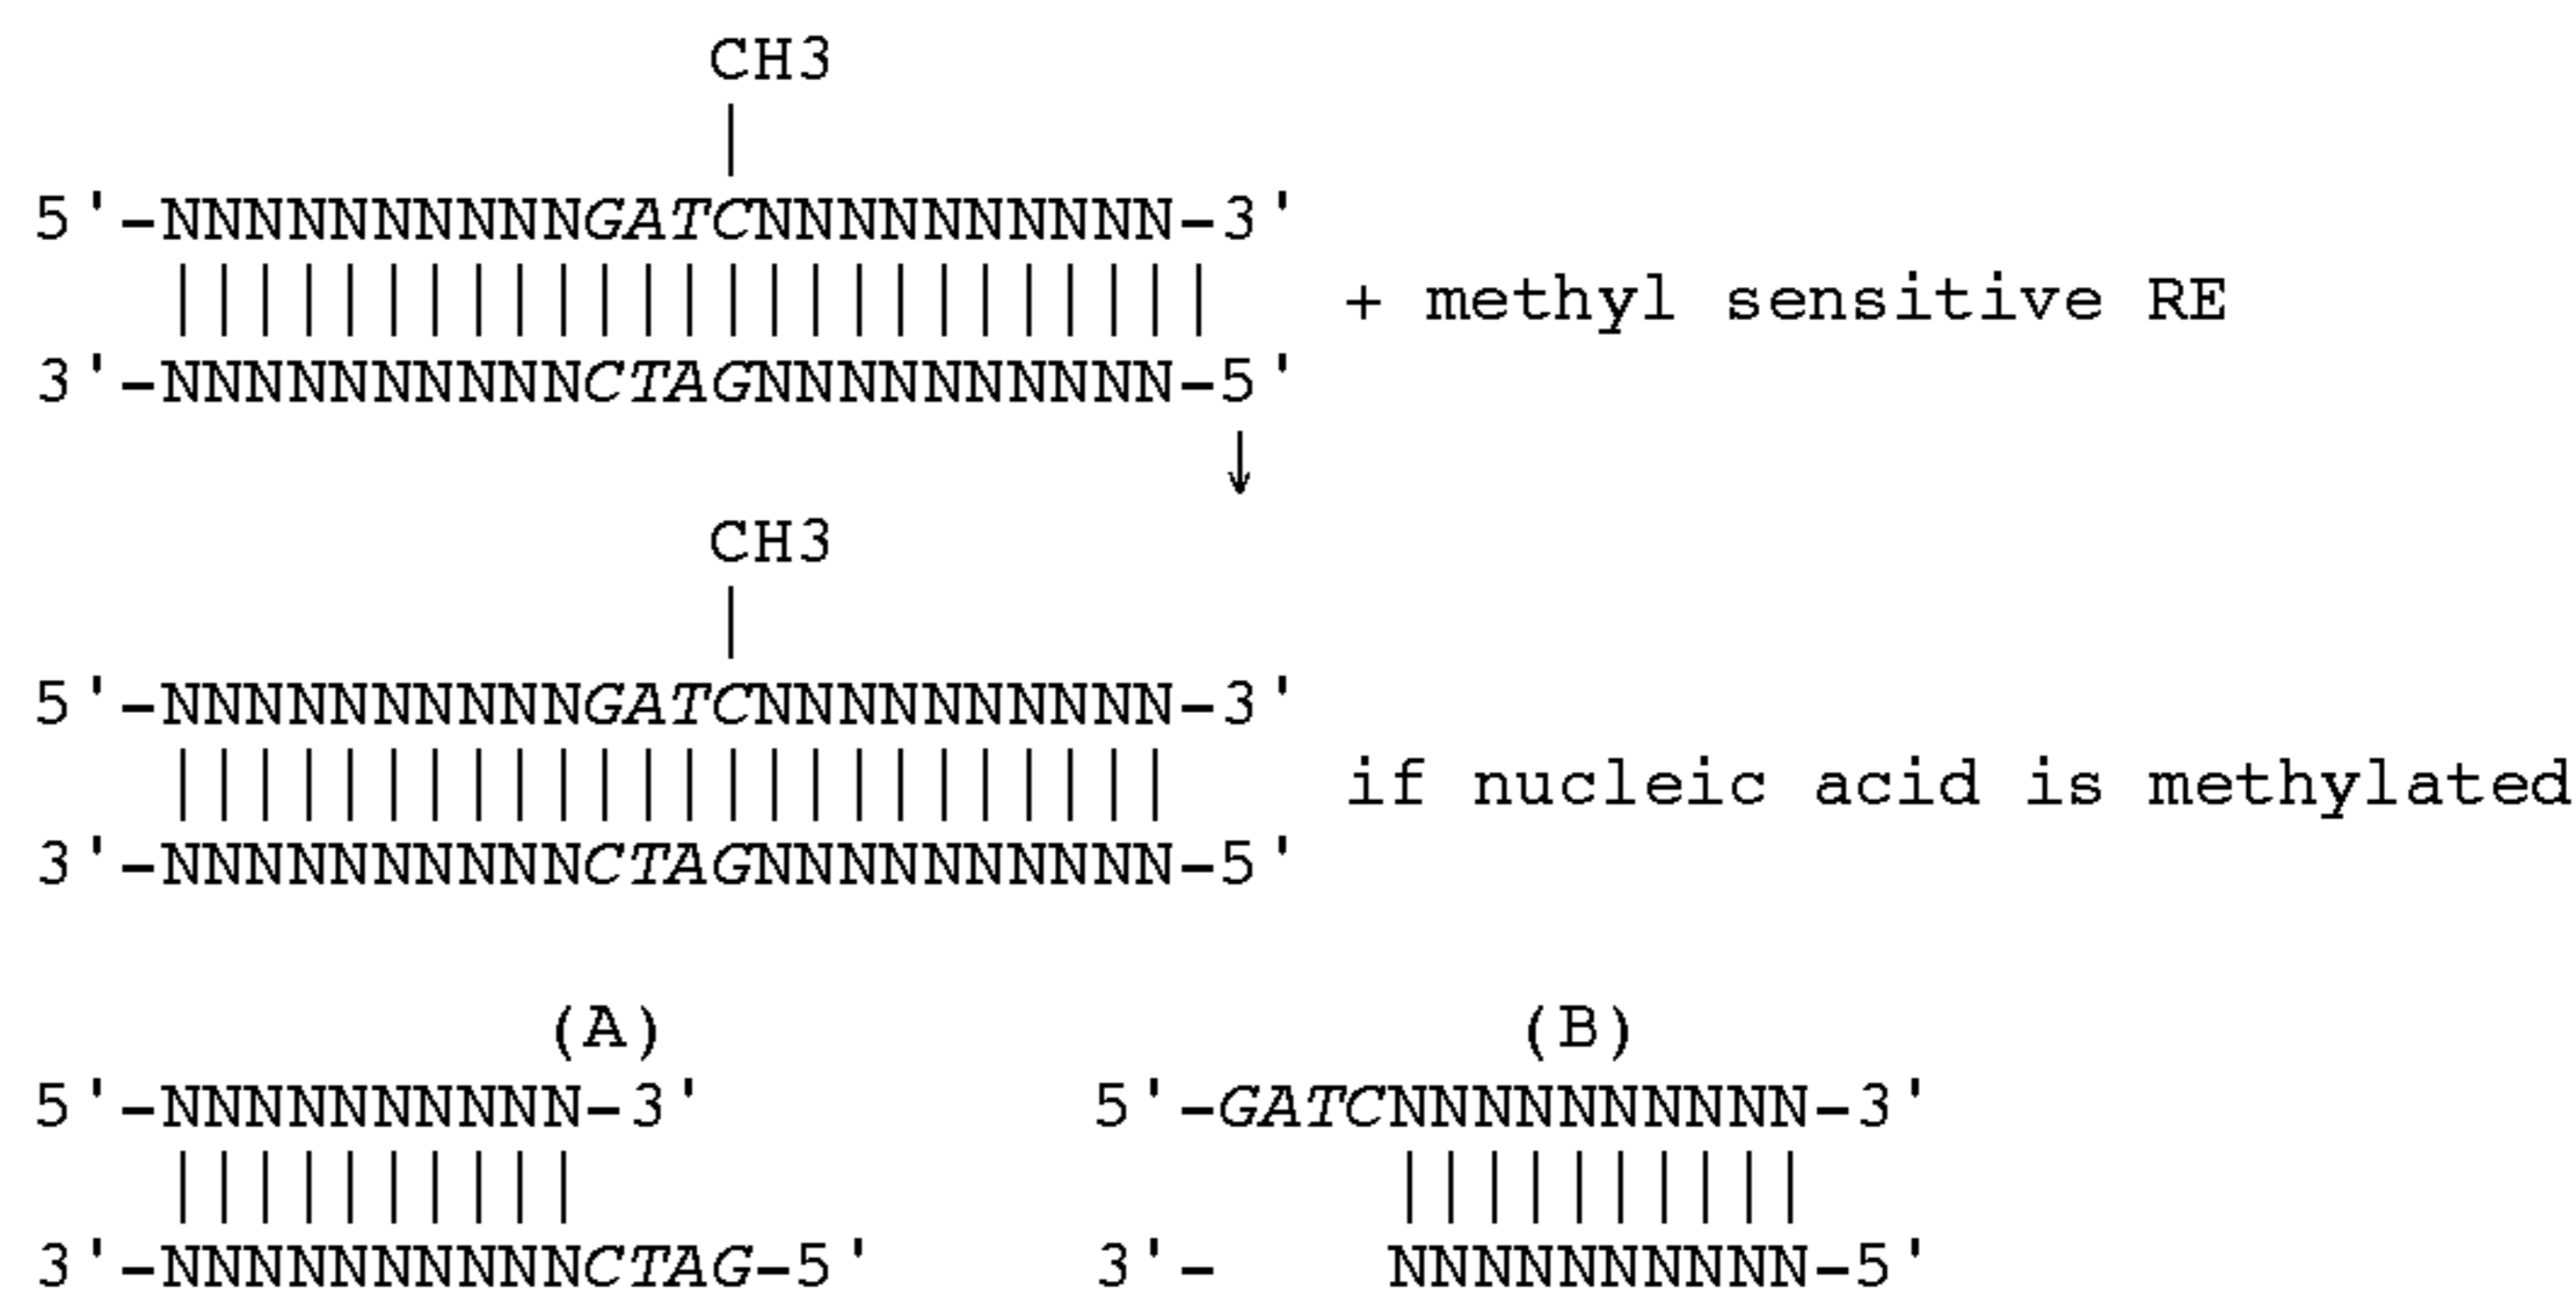 CH3
|
5'-NNNNNNNNNNGATCNNNNNNNNNN-3'
||||||||||||||||||||||||| + methyl sensitive RE
3'-NNNNNNNNNNCTAGNNNNNNNNNN-5'
↓
CH3
|
5'-NNNNNNNNNNGATCNNNNNNNNNN-3'
|||||||||||||||||||||||| if nucleic acid is methylated
3'-NNNNNNNNNNCTAGNNNNNNNNNN-5'
(A) (B)
5'-NNNNNNNNNN-3' 5'-GATCNNNNNNNNNN-3'
|||||||||| ||||||||||
3'-NNNNNNNNNNCTAG-5' 3'- NNNNNNNNNN-5'